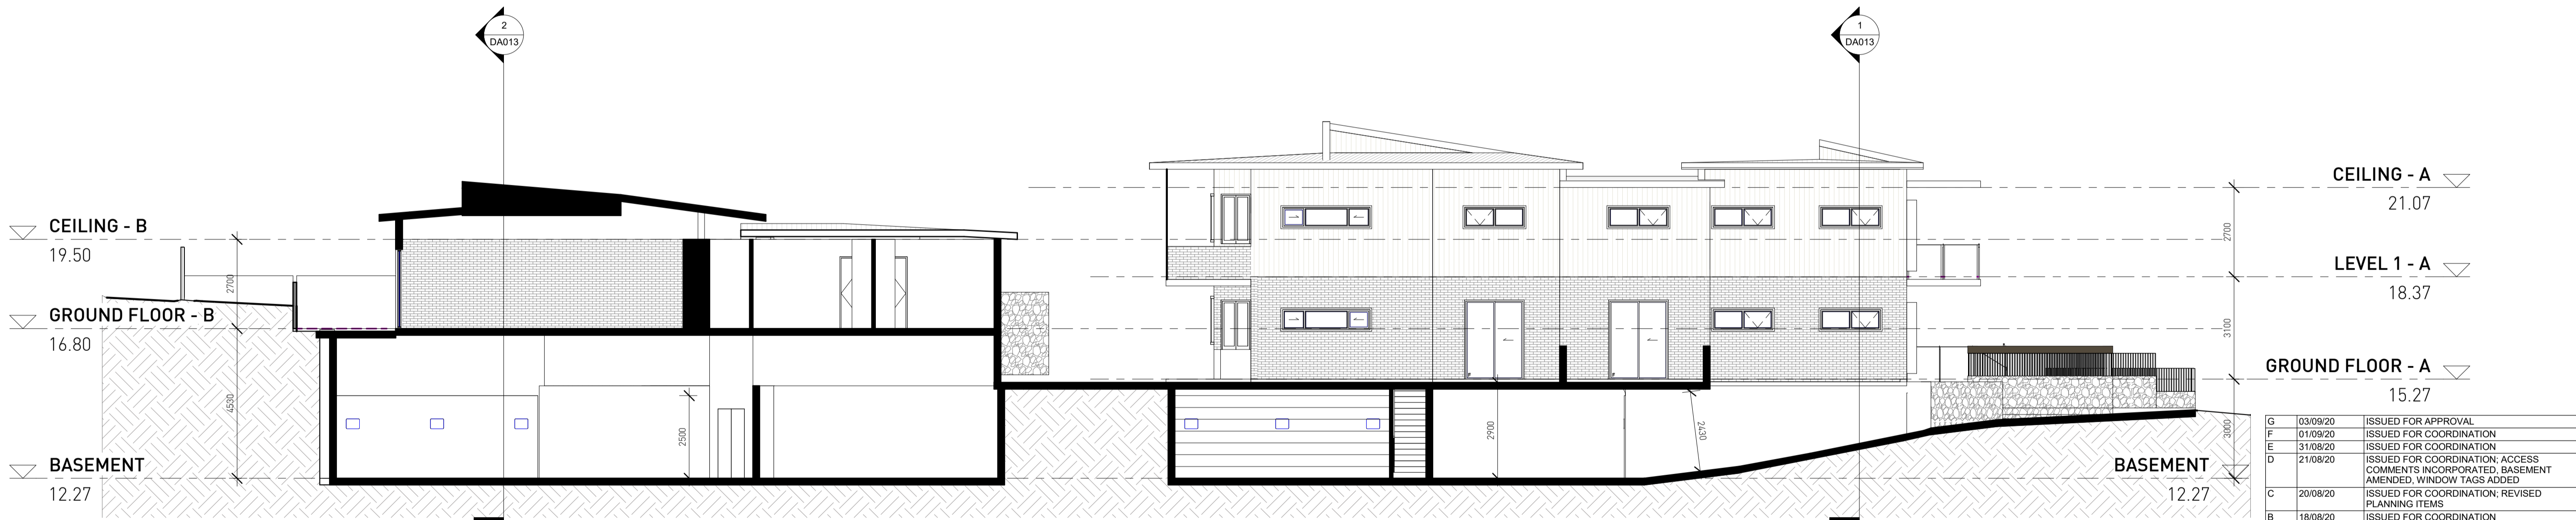 2
DA013
1
DA013
CEILING - B
19.50
2700
GROUND FLOOR - B
16.80
4530
BASEMENT
12.27
2500
2900
2430
CEILING - A
21.07
2700
LEVEL 1 - A
18.37
3100
GROUND FLOOR - A
15.27
3000
BASEMENT
12.27
G 03/09/20 ISSUED FOR APPROVAL
F 01/09/20 ISSUED FOR COORDINATION
E 31/08/20 ISSUED FOR COORDINATION
D 21/08/20 ISSUED FOR COORDINATION; ACCESS
COMMENTS INCORPORATED, BASEMENT
AMENDED, WINDOW TAGS ADDED
C 20/08/20 ISSUED FOR COORDINATION; REVISED
PLANNING ITEMS
B 18/08/20 ISSUED FOR COORDINATION